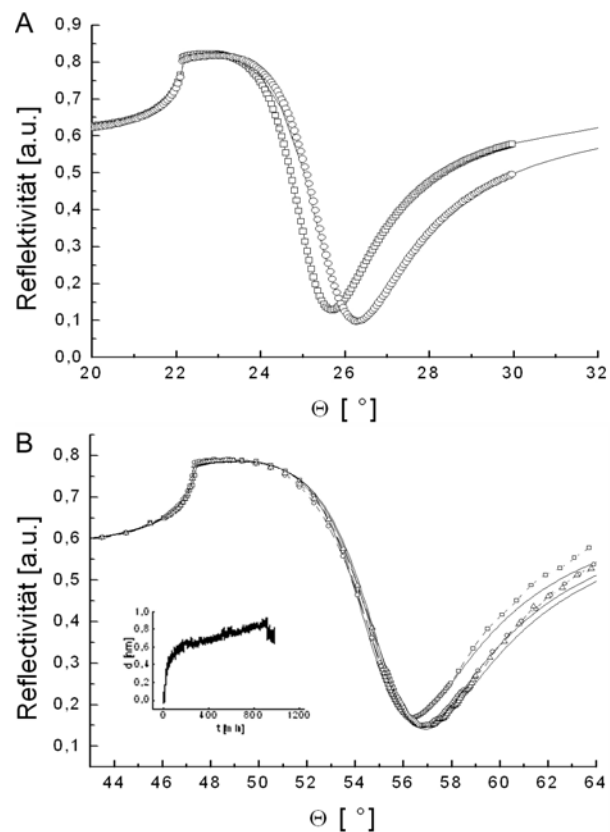 A
0,9
0,8
0,7
0,6
0,5
0,4
0,3
0,2
0,1
0,0
Reflektivität [a.u.]
20 22 24 26 28 30 32
Θ [ °]
B
0,8
0,7
0,6
0,5
0,4
0,3
0,2
0,1
Reflectivität [a.u.]
1,0
0,8
0,6
0,4
0,2
0,0
d [nm]
0 400 800 1200
44 46 48 50 52 54 56 58 60 62 64
Θ [ °]